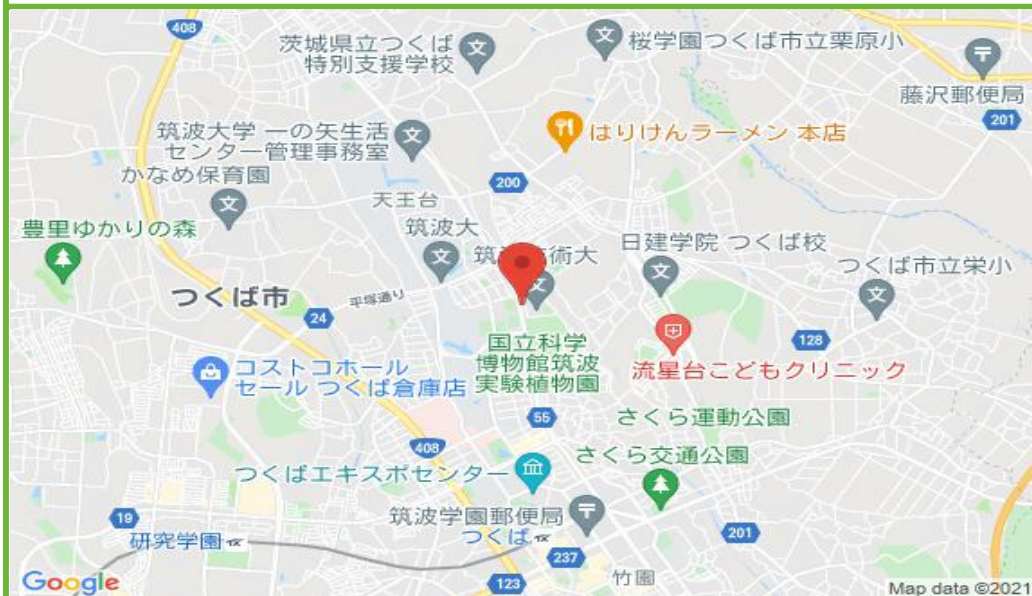 408
茨城県立つくば
特別支援学校
桜学園つくば市立栗原小
藤沢郵便局
201
筑波大学 一の矢生活
センター管理事務室
はりけんラーメン 本店
かなめ保育園
200
天王台
豊里ゆかりの森
筑波大
筑
術大
日建学院 つくば校
つくば市立栄小
つくば市
平塚通り
24
国立科学
博物館筑波
実験植物園
128
流星台こどもクリニック
コストコホール
セール つくば倉庫店
55
さくら運動公園
408
つくばエキスポセンター
さくら交通公園
筑波学園郵便局
19
研究学園
つくば
201
237
竹園
123
Google
Map data ©2021